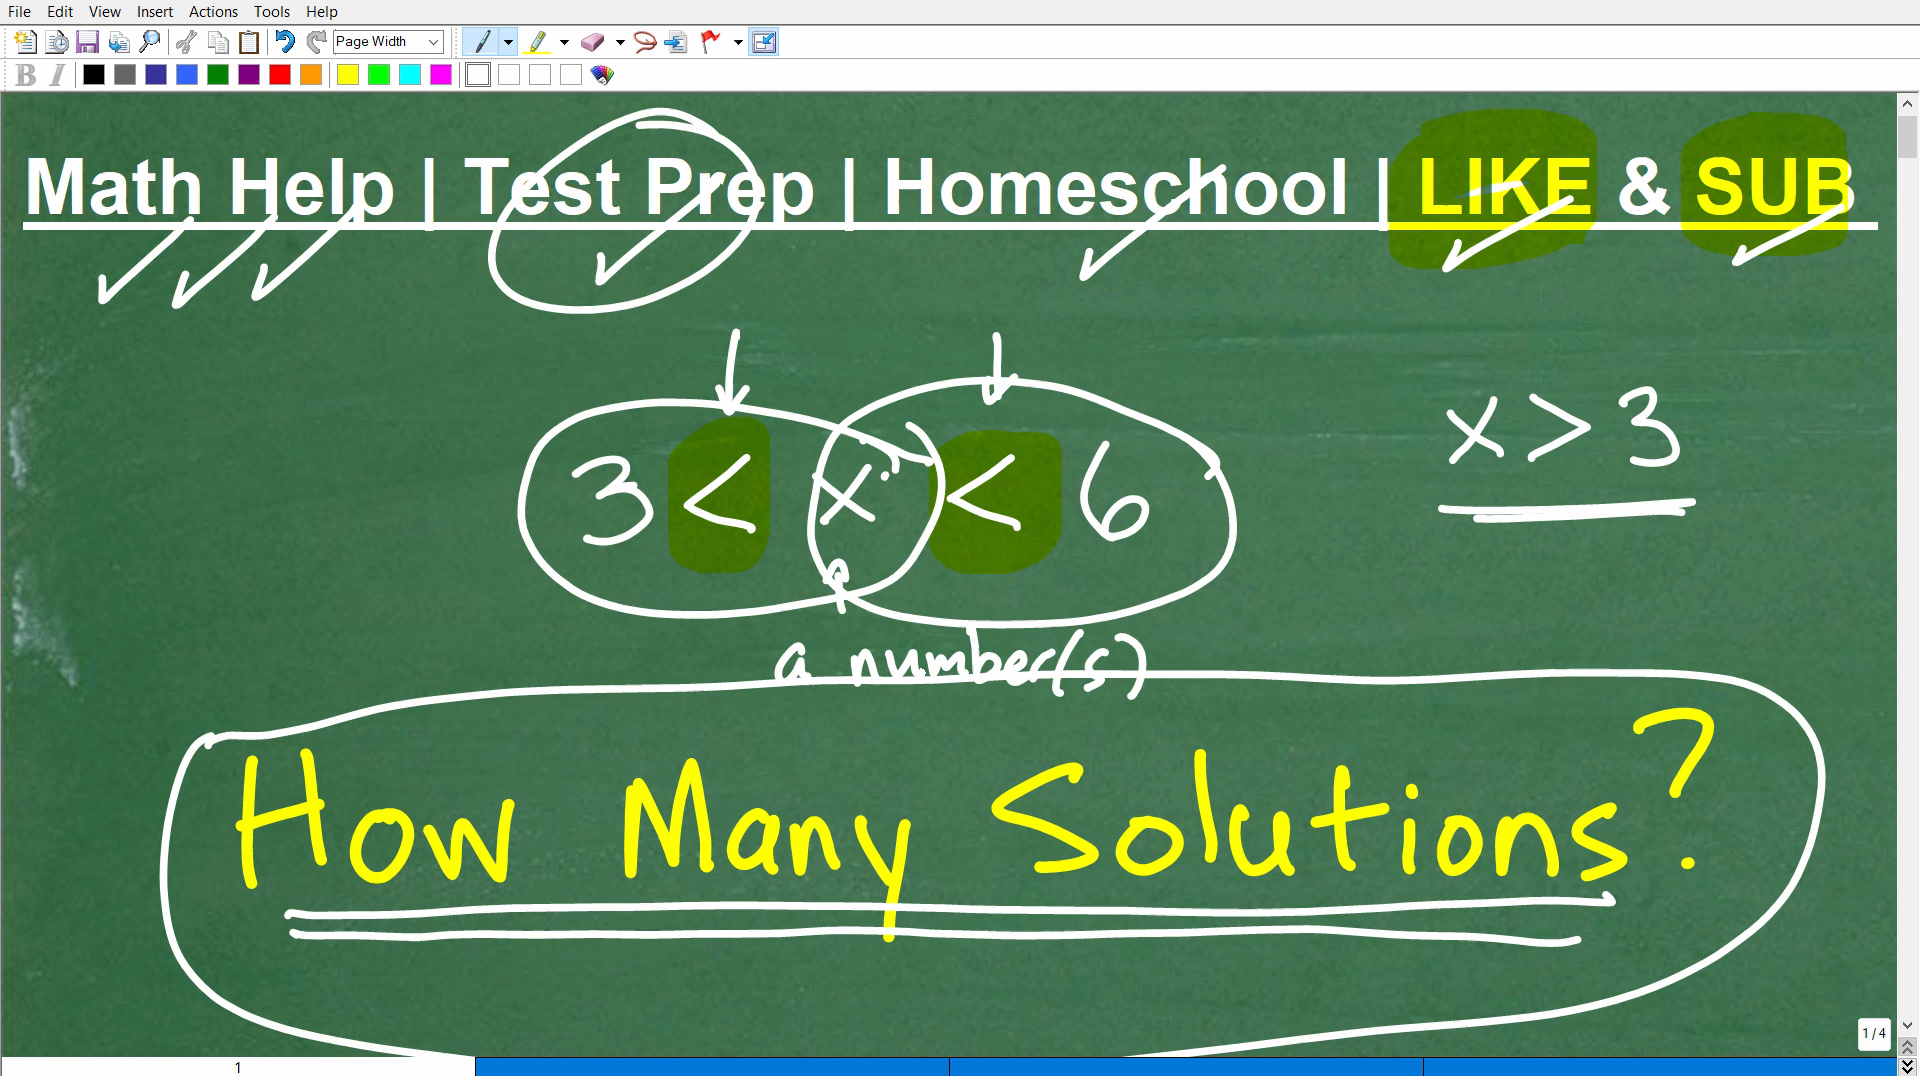 File Edit View Insert Actions Tools Help
Page Width
B I
Math Help | Test Prep | Homeschool | LIKE & SUB
3 < x < 6
x > 3
a number(s)
How Many Solutions?
1 / 4
1